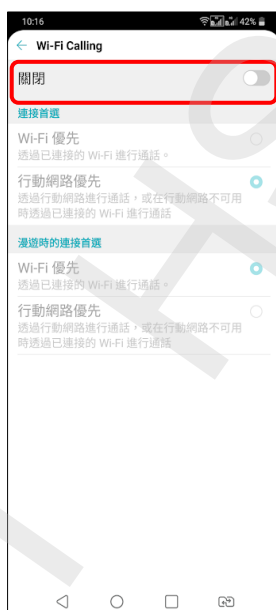 10:16
42%
Wi-Fi Calling
關閉
連接首選
Wi-Fi 優先
透過已連接的 Wi-Fi 進行通話。
行動網路優先
透過行動網路進行通話，或在行動網路不可用
時透過已連接的 Wi-Fi 進行通話
漫遊時的連接首選
Wi-Fi 優先
透過已連接的 Wi-Fi 進行通話。
行動網路優先
透過行動網路進行通話，或在行動網路不可用
時透過已連接的 Wi-Fi 進行通話